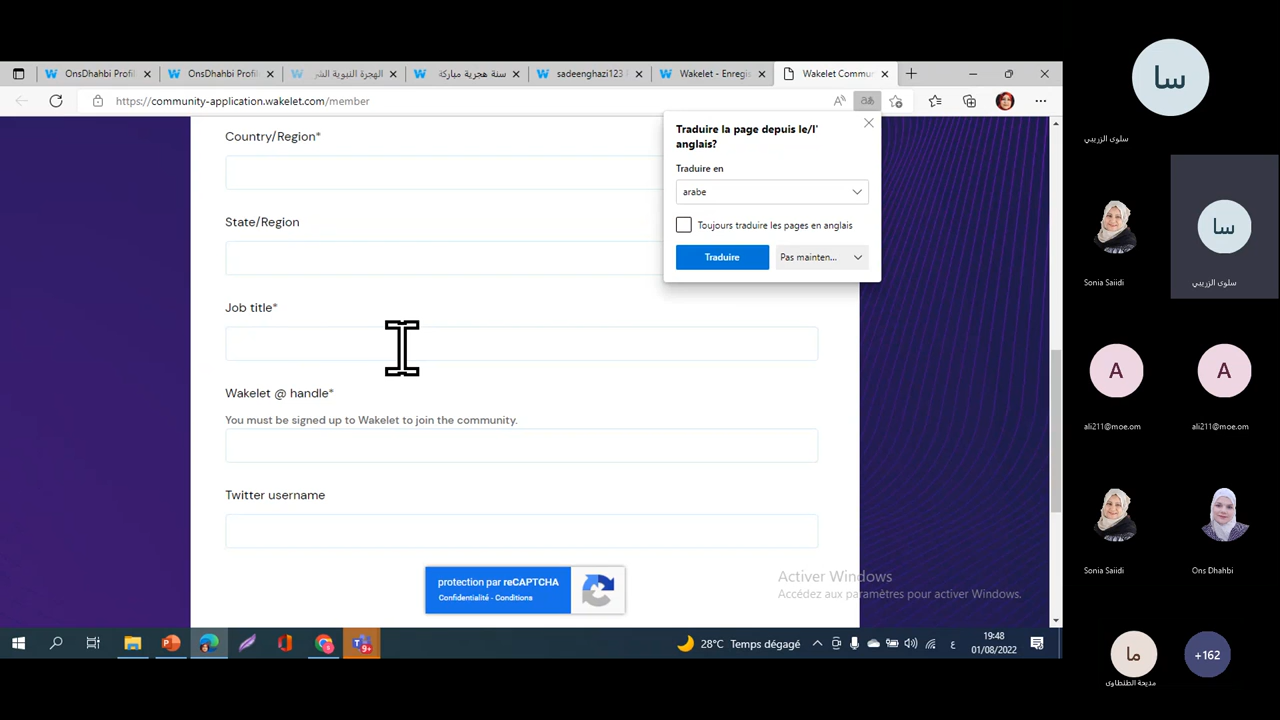 OnsDhahbi Profil
OnsDhahbi Profil
الهجرة النبوية الشر
سنة هجرية مباركة
sadeenghazi123
Wakelet - Enregis
Wakelet Commu
https://community-application.wakelet.com/member
Country/Region*
State/Region
Job title*
Wakelet @ handle*
You must be signed up to Wakelet to join the community.
Twitter username
protection par reCAPTCHA
Confidentialité - Conditions
Traduire la page depuis le/l'
anglais?
Traduire en
arabe
Toujours traduire les pages en anglais
Traduire
Pas mainten...
Activer Windows
Accédez aux paramètres pour activer Windows.
9+
28°C Temps dégagé
ع
19:48
01/08/2022
سا
سلوى الزريبي
Sonia Saiidi
سا
سلوى الزريبي
A
ali211@moe.om
A
ali211@moe.om
Sonia Saiidi
Ons Dhahbi
ما
مديحة الطنطاوى
+162